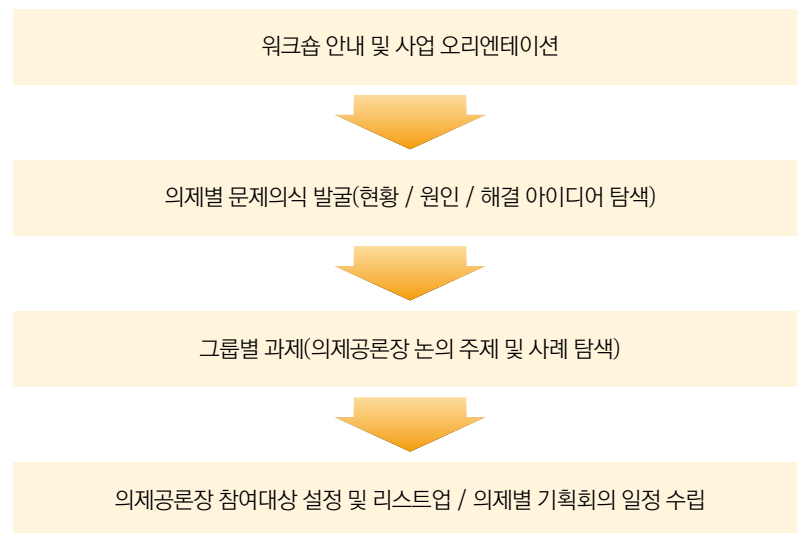 워크숍 안내 및 사업 오리엔테이션
의제별 문제의식 발굴(현황 / 원인 / 해결 아이디어 탐색)
그룹별 과제(의제공론장 논의 주제 및 사례 탐색)
의제공론장 참여대상 설정 및 리스트업 / 의제별 기획회의 일정 수립